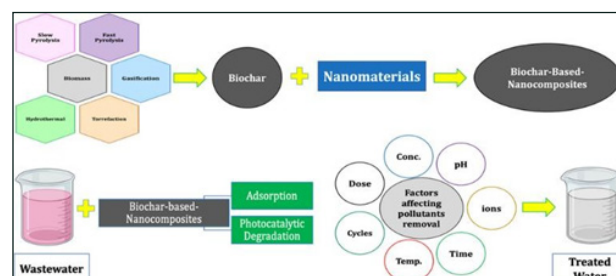 Slow
Pyrolysis
Fast
Pyrolysis
Biomass
Gasification
Hydrothermal
Torrefaction
Biochar
Nanomaterials
Biochar-Based-
Nanocomposites
Wastewater
Biochar-based-
Nanocomposites
Adsorption
Photocatalytic
Degradation
Conc.
pH
Dose
Factors
affecting
pollutants
removal
ions
Cycles
Temp.
Time
Treated
Water